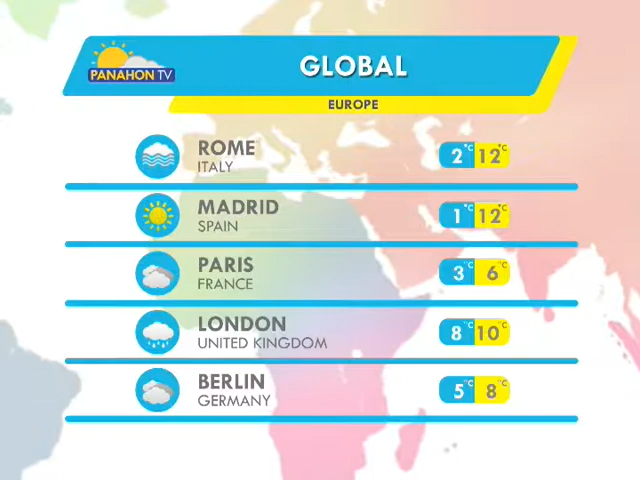 PANAHON TV
GLOBAL
EUROPE
ROME
ITALY
2°C 12°C
MADRID
SPAIN
1°C 12°C
PARIS
FRANCE
3°C 6°C
LONDON
UNITED KINGDOM
8°C 10°C
BERLIN
GERMANY
5°C 8°C